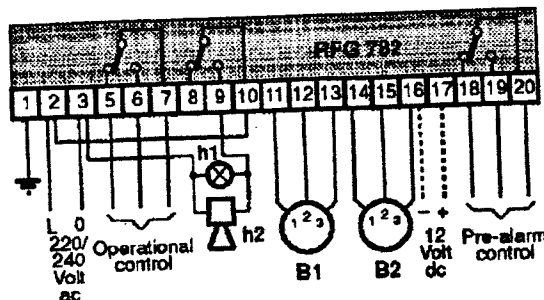 RFG 782
1 2 3 5 6 7 8 9 10 11 12 13 14 15 16 17 18 19 20
h1
h2
L 0
220/
240
Volt
ac
Operational
control
1 2 3
B1
1 2 3
B2
- +
12
Volt
dc
Pre-alarm
control